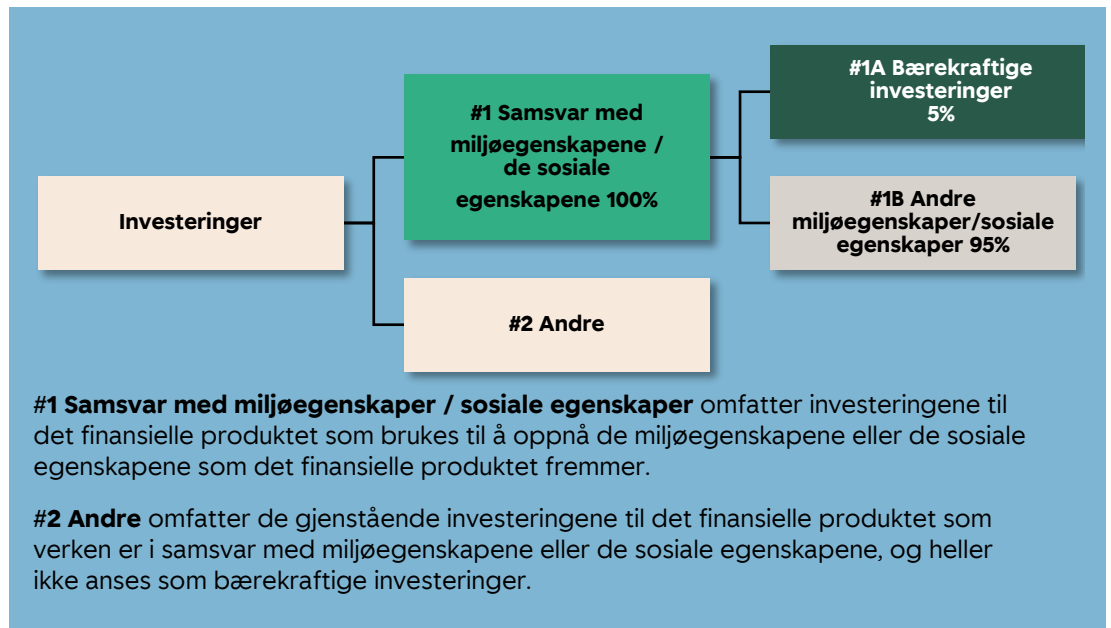 #1A Bærekraftige
investeringer
5%
#1 Samsvar med
miljøegenskapene /
de sosiale
egenskapene 100%
Investeringer
#1B Andre
miljøegenskaper/sosiale
egenskaper 95%
#2 Andre
#1 Samsvar med miljøegenskaper / sosiale egenskaper omfatter investeringene til
det finansielle produktet som brukes til å oppnå de miljøegenskapene eller de sosiale
egenskapene som det finansielle produktet fremmer.
#2 Andre omfatter de gjenstående investeringene til det finansielle produktet som
verken er i samsvar med miljøegenskapene eller de sosiale egenskapene, og heller
ikke anses som bærekraftige investeringer.